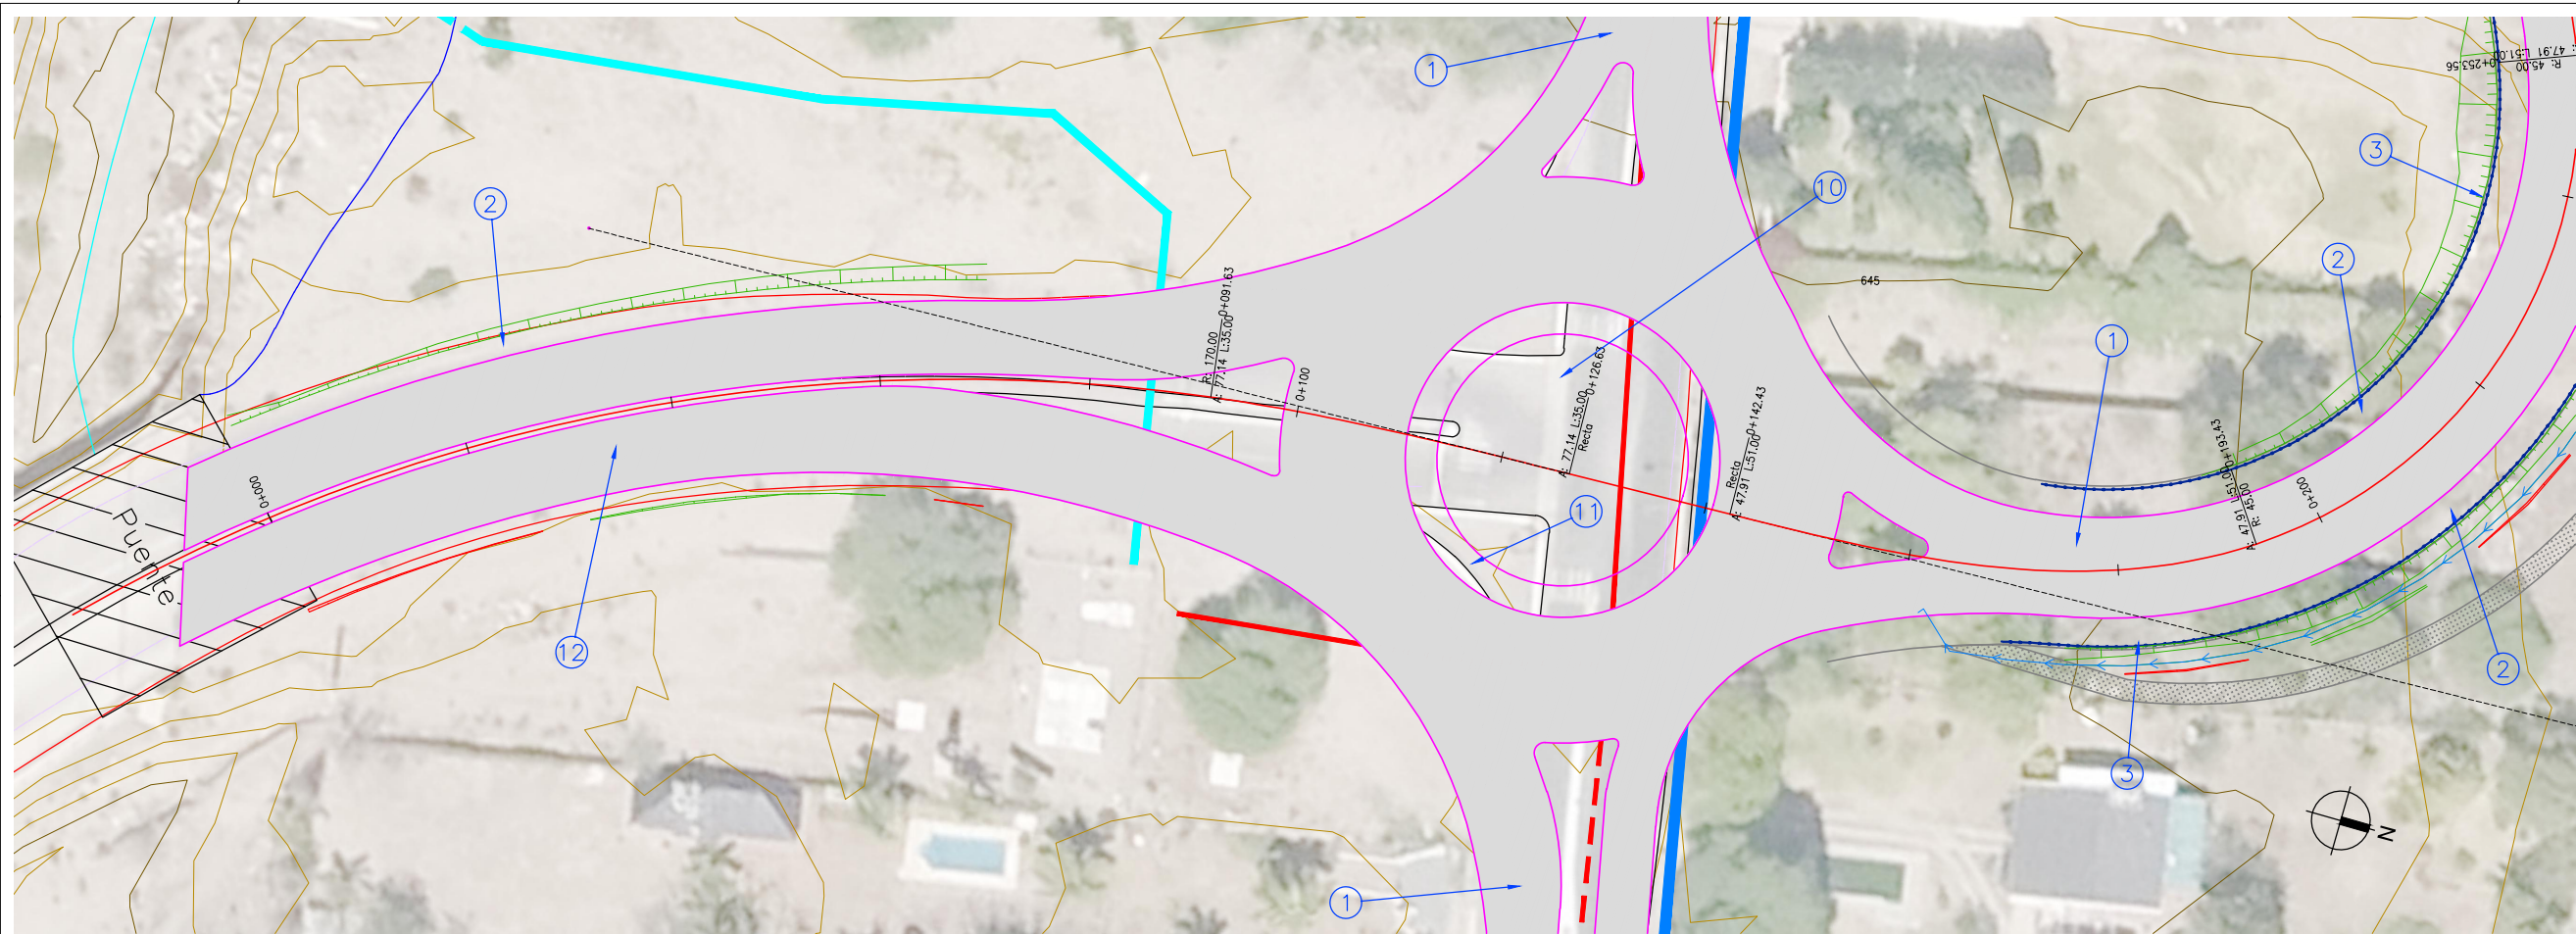 1
R: 45.00 0+253.56
A: 47.91 L:51.00
3
10
2
2
645
R: 170.00 0+091.63
A: 77.14 L:35.00
0+100
A: 77.14 L:35.00 0+126.63
Recta
Recta 0+142.43
A: 47.91 L:51.00
1
A: 47.91 L:51.00 0+193.43
R: 45.00
0+200
0+000
Puente
11
12
2
3
N
1